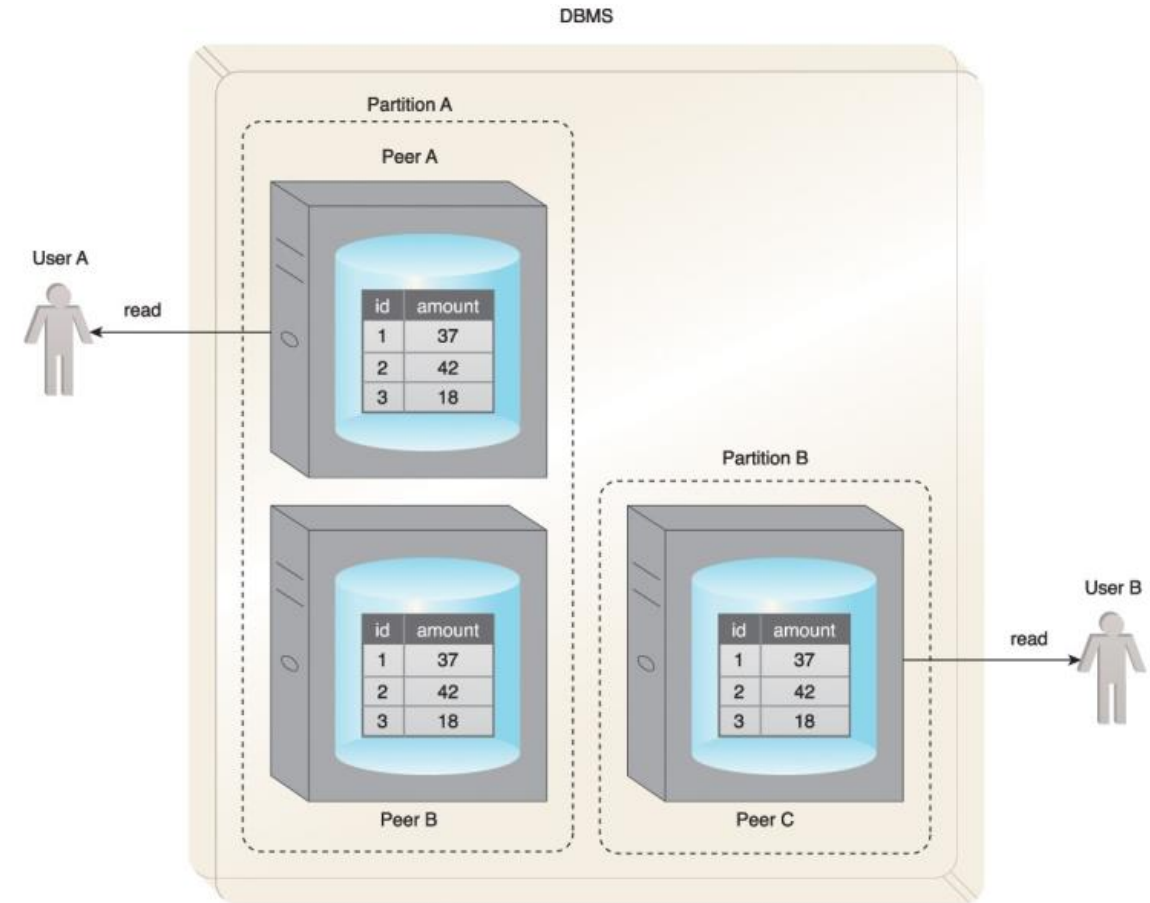 DBMS
Partition A
Peer A
User A
read
id amount
1 37
2 42
3 18
Partition B
id amount
1 37
2 42
3 18
Peer B
id amount
1 37
2 42
3 18
Peer C
User B
read